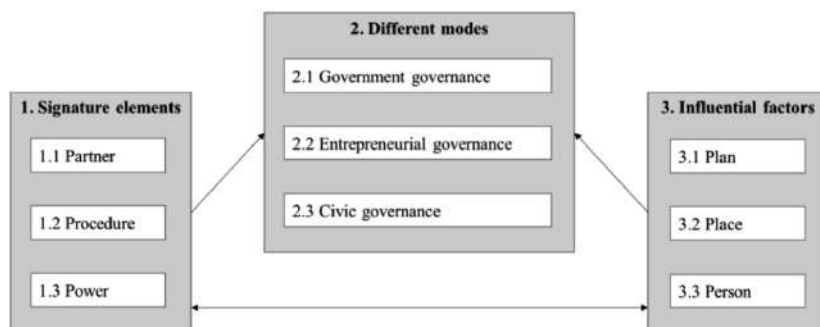 1. Signature elements
1.1 Partner
1.2 Procedure
1.3 Power
2. Different modes
2.1 Government governance
2.2 Entrepreneurial governance
2.3 Civic governance
3. Influential factors
3.1 Plan
3.2 Place
3.3 Person